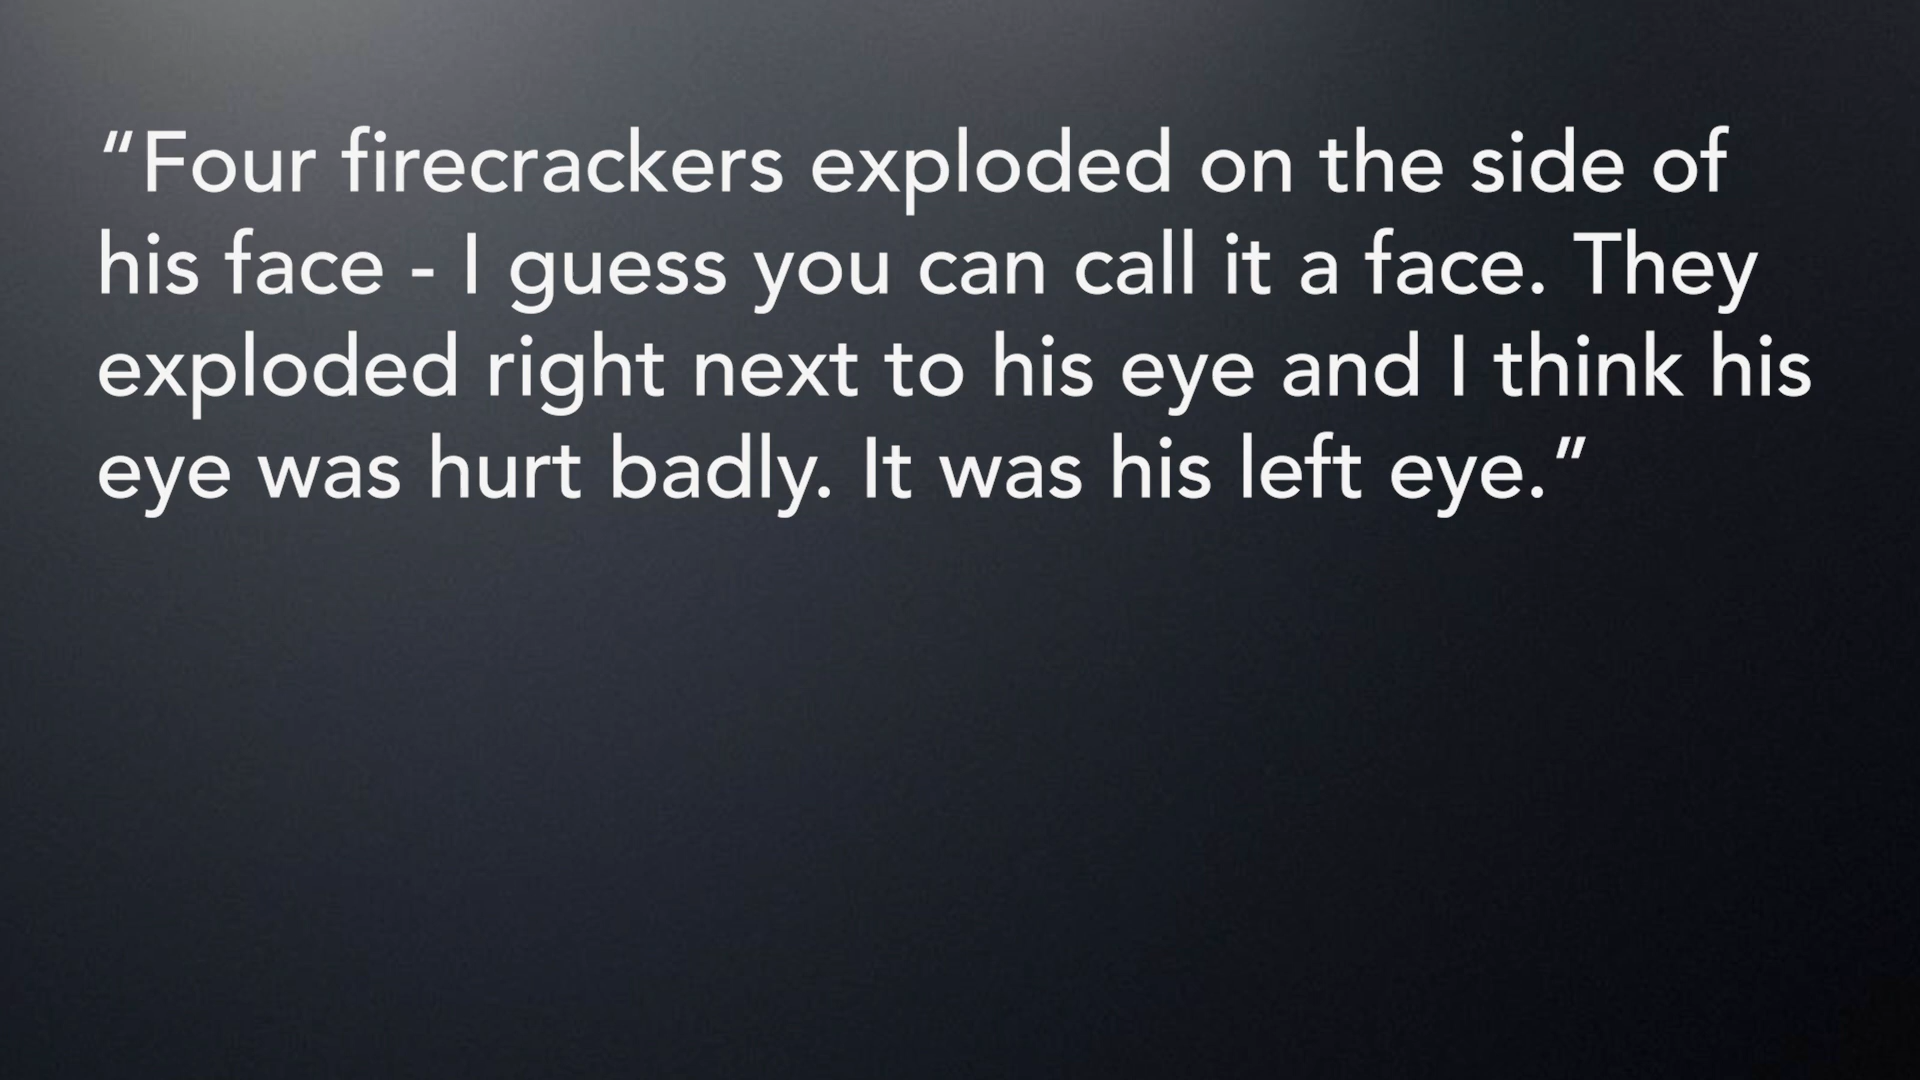 “Four firecrackers exploded on the side of
his face - I guess you can call it a face. They
exploded right next to his eye and I think his
eye was hurt badly. It was his left eye.”